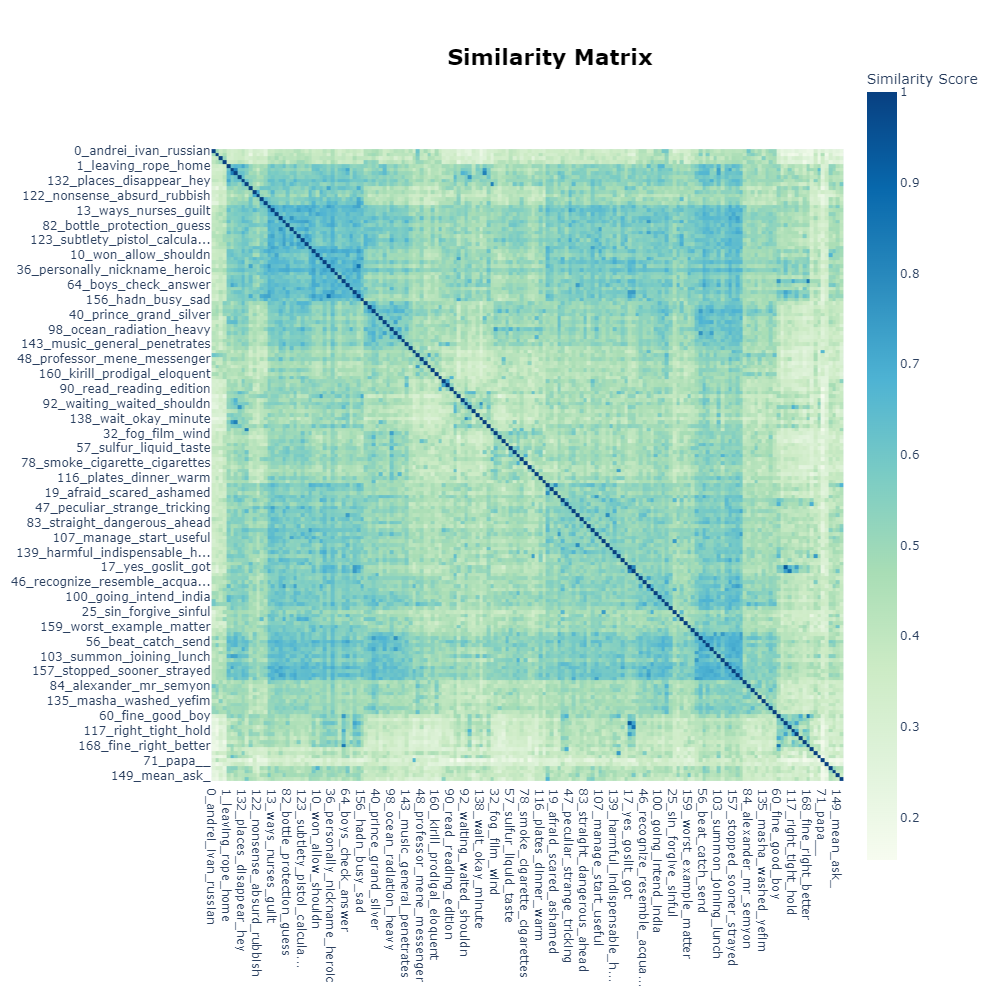 Similarity Matrix
Similarity Score
1
0.9
0.8
0.7
0.6
0.5
0.4
0.3
0.2
0_andrei_ivan_russian
1_leaving_rope_home
132_places_disappear_hey
122_nonsense_absurd_rubbish
13_ways_nurses_guilt
82_bottle_protection_guess
123_subtlety_pistol_calcula...
10_won_allow_shouldn
36_personally_nickname_heroic
64_boys_check_answer
156_hadn_busy_sad
40_prince_grand_silver
98_ocean_radiation_heavy
143_music_general_penetrates
48_professor_mene_messenger
160_kirill_prodigal_eloquent
90_read_reading_edition
92_waiting_waited_shouldn
138_wait_okay_minute
32_fog_film_wind
57_sulfur_liquid_taste
78_smoke_cigarette_cigarettes
116_plates_dinner_warm
19_afraid_scared_ashamed
47_peculiar_strange_tricking
83_straight_dangerous_ahead
107_manage_start_useful
139_harmful_indispensable_h...
17_yes_goslit_got
46_recognize_resemble_acqua...
100_going_intend_india
25_sin_forgive_sinful
159_worst_example_matter
56_beat_catch_send
103_summon_joining_lunch
157_stopped_sooner_strayed
84_alexander_mr_semyon
135_masha_washed_yefim
60_fine_good_boy
117_right_tight_hold
168_fine_right_better
71_papa__
149_mean_ask_
0_andrei_ivan_russian
1_leaving_rope_home
132_places_disappear_hey
122_nonsense_absurd_rubbish
13_ways_nurses_guilt
82_bottle_protection_guess
123_subtlety_pistol_calcula...
10_won_allow_shouldn
36_personally_nickname_heroic
64_boys_check_answer
156_hadn_busy_sad
40_prince_grand_silver
98_ocean_radiation_heavy
143_music_general_penetrates
48_professor_mene_messenger
160_kirill_prodigal_eloquent
90_read_reading_edition
92_waiting_waited_shouldn
138_wait_okay_minute
32_fog_film_wind
57_sulfur_liquid_taste
78_smoke_cigarette_cigarettes
116_plates_dinner_warm
19_afraid_scared_ashamed
47_peculiar_strange_tricking
83_straight_dangerous_ahead
107_manage_start_useful
139_harmful_indispensable_h...
17_yes_goslit_got
46_recognize_resemble_acqua...
100_going_intend_india
25_sin_forgive_sinful
159_worst_example_matter
56_beat_catch_send
103_summon_joining_lunch
157_stopped_sooner_strayed
84_alexander_mr_semyon
135_masha_washed_yefim
60_fine_good_boy
117_right_tight_hold
168_fine_right_better
71_papa__
149_mean_ask_